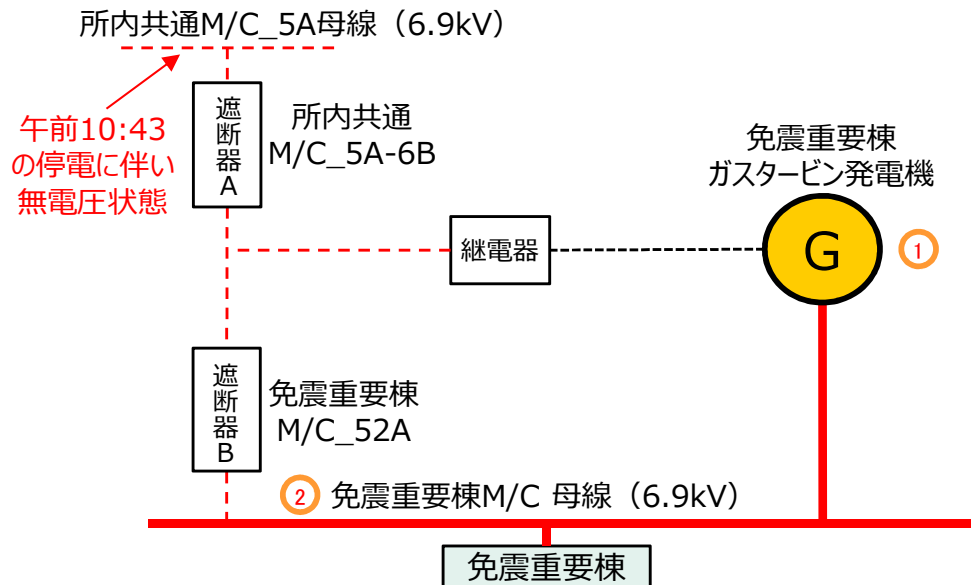 所内共通M/C_5A母線（6.9kV）
午前10:43
の停電に伴い
無電圧状態
遮断器A
所内共通
M/C_5A-6B
免震重要棟
ガスタービン発電機
継電器
G
1
遮断器B
免震重要棟
M/C_52A
2 免震重要棟M/C 母線（6.9kV）
免震重要棟